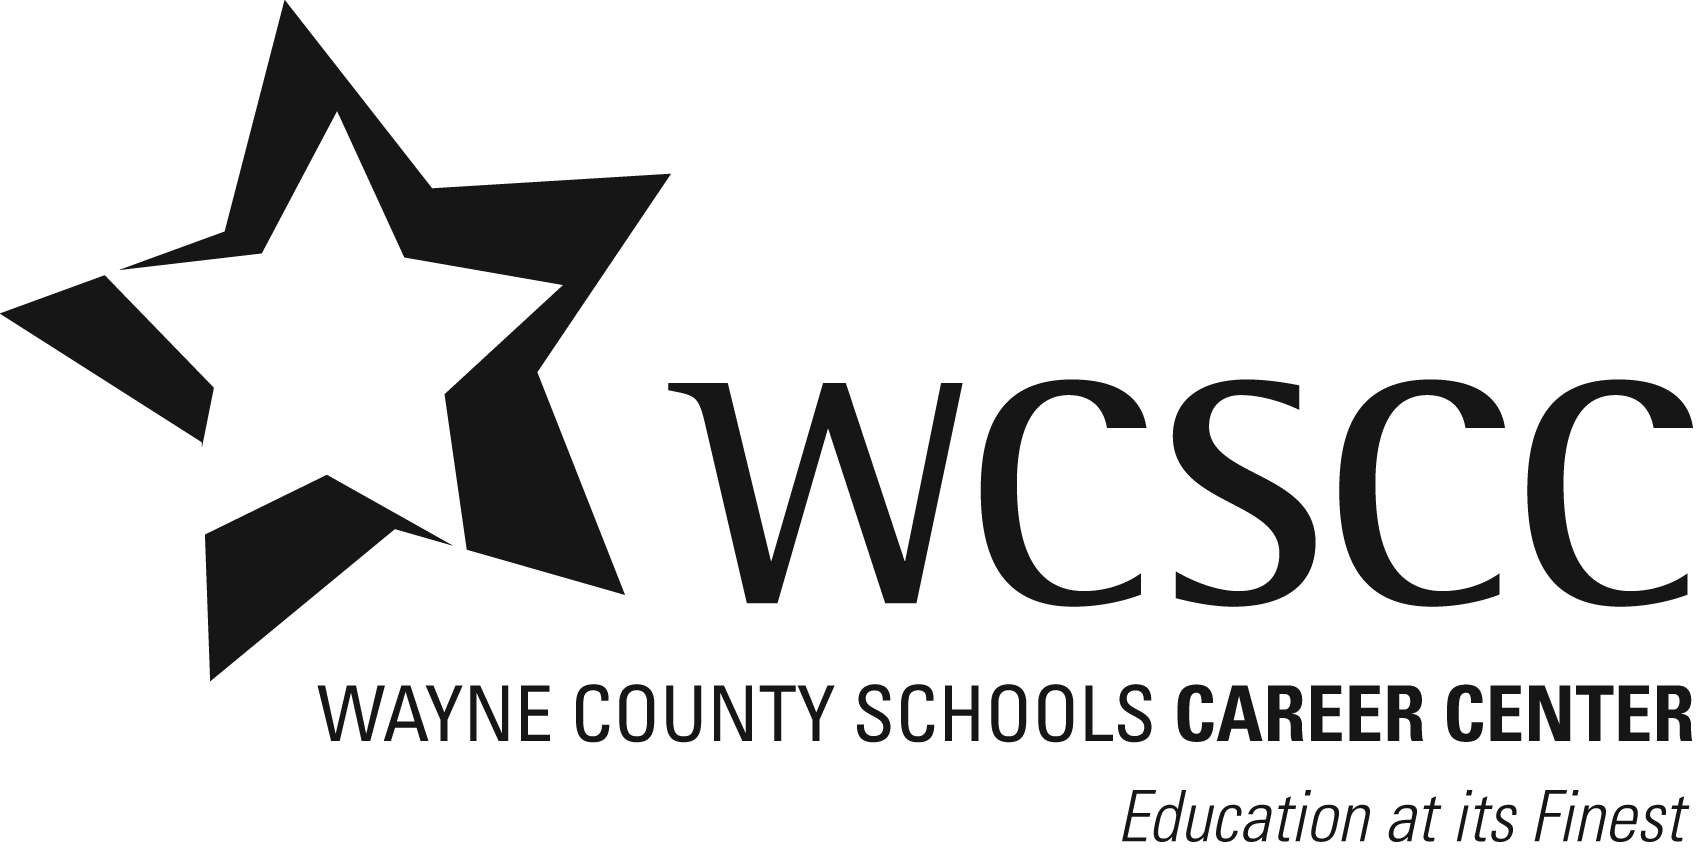 WCSCC
WAYNE COUNTY SCHOOLS CAREER CENTER
Education at its Finest